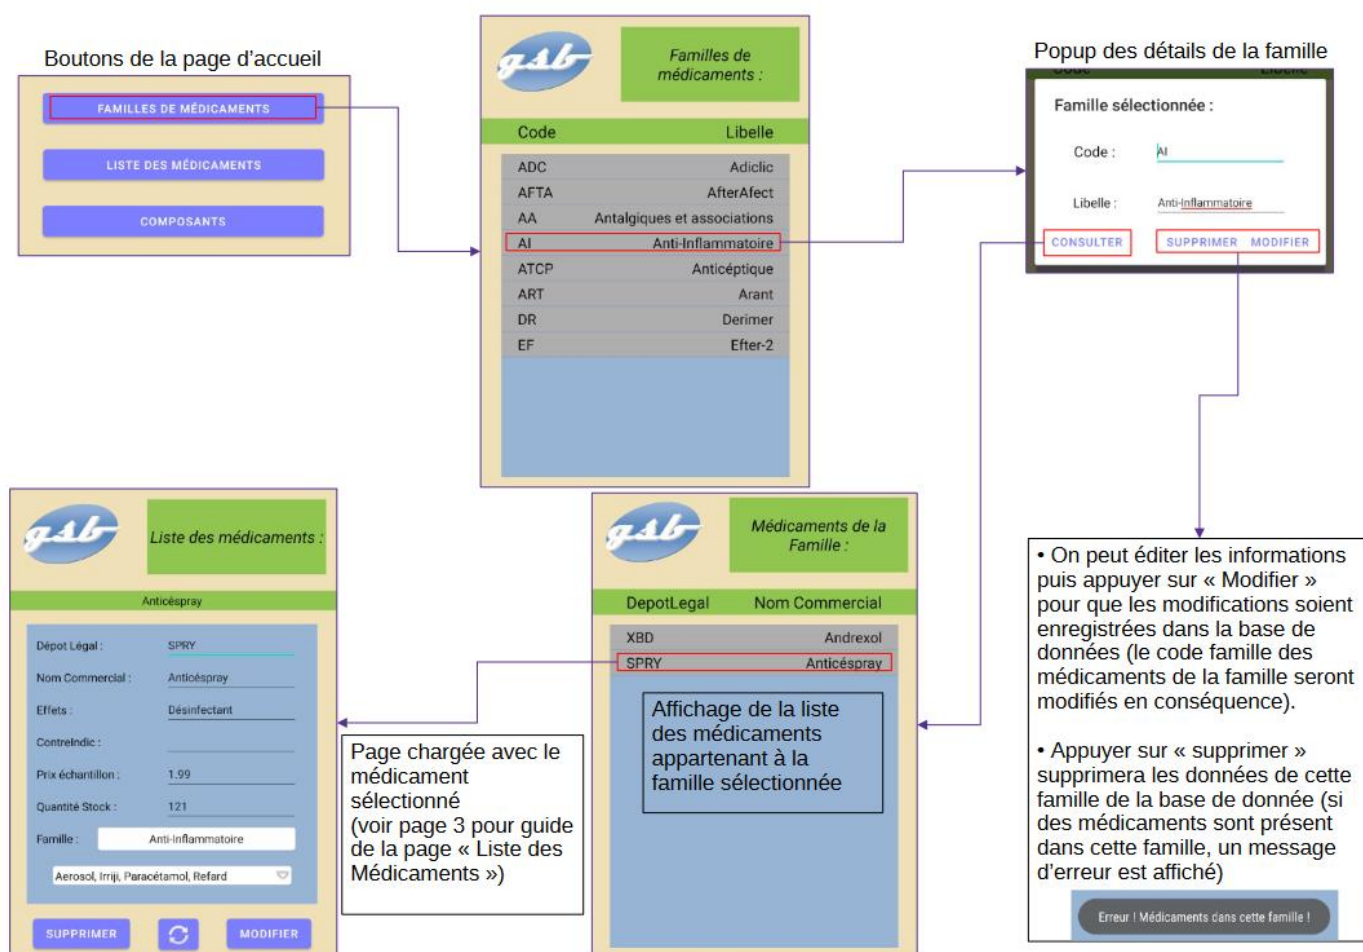 Boutons de la page d'accueil
FAMILLES DE MÉDICAMENTS
LISTE DES MÉDICAMENTS
COMPOSANTS
gsb
Familles de
médicaments :
Code Libelle
ADC Adiclic
AFTA AfterAfect
AA Antalgiques et associations
AI Anti-Inflammatoire
ATCP Anticéptique
ART Arant
DR Derimer
EF Efter-2
Popup des détails de la famille
Code Libelle
Famille sélectionnée :
Code : AI
Libelle : Anti-Inflammatoire
CONSULTER SUPPRIMER MODIFIER
gsb
Liste des médicaments :
Anticéspray
Dépot Légal : SPRY
Nom Commercial : Anticéspray
Effets : Désinfectant
ContreIndic :
Prix échantillon : 1.99
Quantité Stock : 121
Famille : Anti-Inflammatoire
Aerosol, Irriji, Paracétamol, Refard
SUPPRIMER MODIFIER
Page chargée avec le
médicament
sélectionné
(voir page 3 pour guide
de la page « Liste des
Médicaments »)
gsb
Médicaments de la
Famille :
DepotLegal Nom Commercial
XBD Andrexol
SPRY Anticéspray
Affichage de la liste
des médicaments
appartenant à la
famille sélectionnée
• On peut éditer les informations
puis appuyer sur « Modifier »
pour que les modifications soient
enregistrées dans la base de
données (le code famille des
médicaments de la famille seront
modifiés en conséquence).
• Appuyer sur « supprimer »
supprimera les données de cette
famille de la base de donnée (si
des médicaments sont présent
dans cette famille, un message
d'erreur est affiché)
Erreur ! Médicaments dans cette famille !